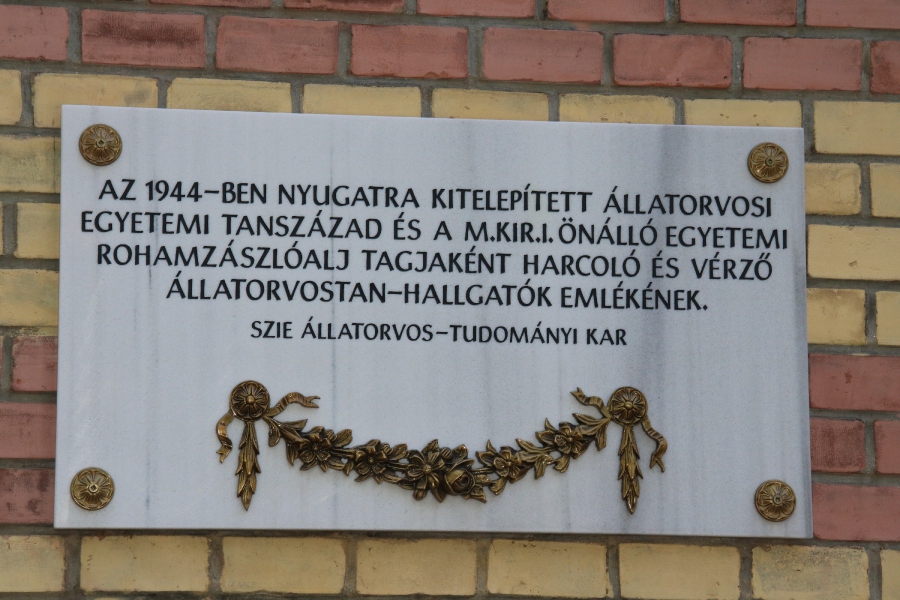 AZ 1944-BEN NYUGATRA KITELEPÍTETT ÁLLATORVOSI
EGYETEMI TANSZÁZAD ÉS A M.KIR.I. ÖNÁLLÓ EGYETEMI
ROHAMZÁSZLÓALJ TAGJAKÉNT HARCOLÓ ÉS VÉRZŐ
ÁLLATORVOSTAN-HALLGATÓK EMLÉKÉNEK.
SZIE ÁLLATORVOS-TUDOMÁNYI KAR